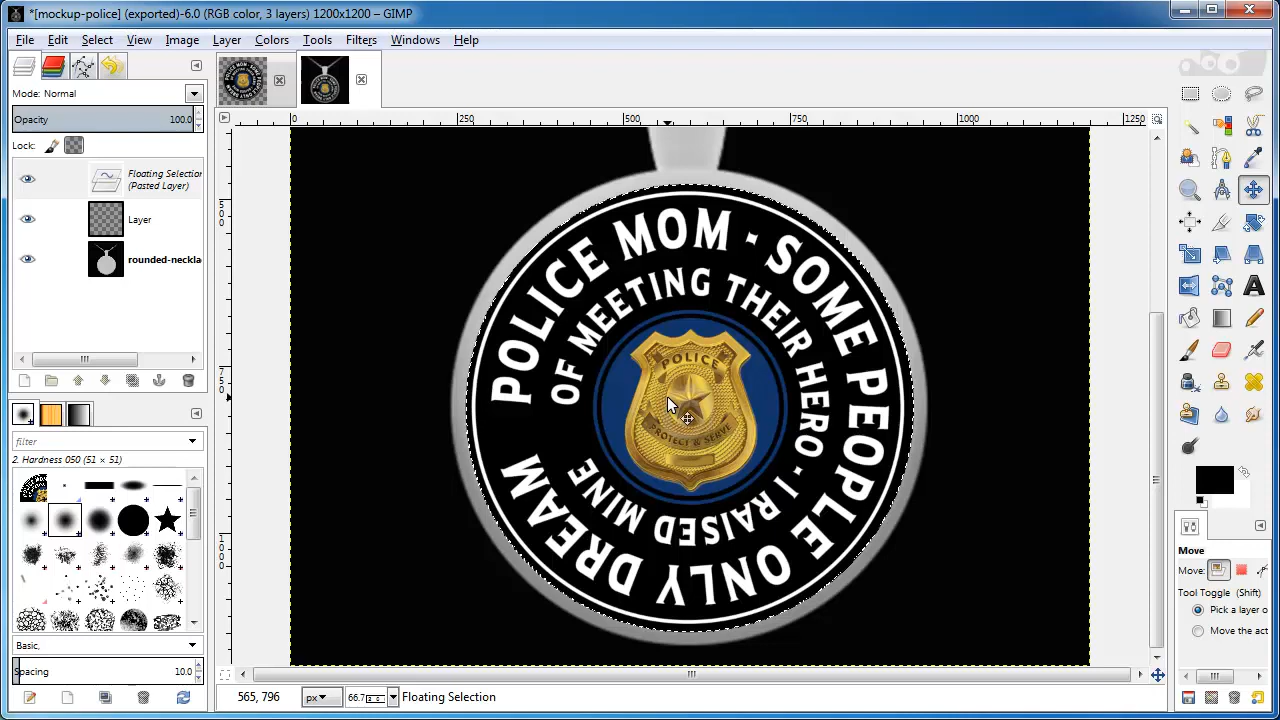 *[mockup-police] (exported)-6.0 (RGB color, 3 layers) 1200x1200 – GIMP
File Edit Select View Image Layer Colors Tools Filters Windows Help
Mode: Normal
Opacity 100.0
Lock:
Floating Selection
(Pasted Layer)
Layer
rounded-neckla
filter
2. Hardness 050 (51 × 51)
Basic,
Spacing 10.0
0 250 500 750 1000 1250
500
750
1000
POLICE MOM · SOME PEOPLE ONLY DREAM
OF MEETING THEIR HERO · I RAISED MINE
POLICE
PROTECT & SERVE
565, 796 px 66.7 Floating Selection
Move
Move:
Tool Toggle (Shift)
Pick a layer o
Move the act